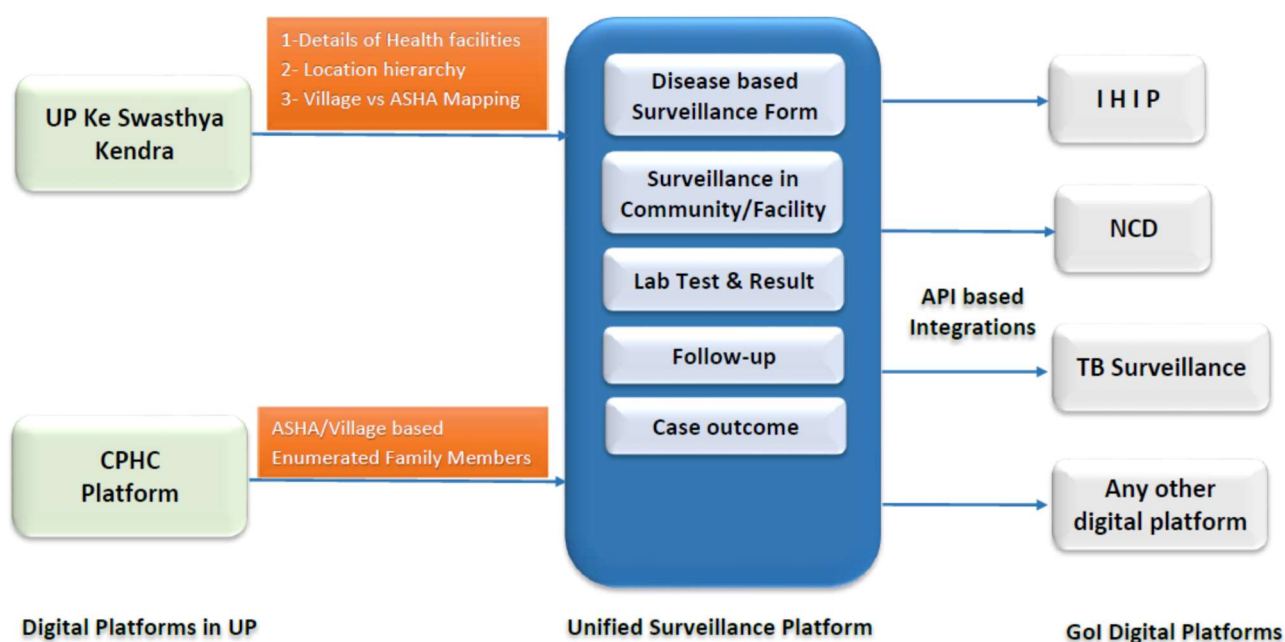 1-Details of Health facilities
2- Location hierarchy
3- Village vs ASHA Mapping
UP Ke Swasthya
Kendra
ASHA/Village based
Enumerated Family Members
CPHC
Platform
Digital Platforms in UP
Disease based
Surveillance Form
Surveillance in
Community/Facility
Lab Test & Result
Follow-up
Case outcome
Unified Surveillance Platform
API based
Integrations
I H I P
NCD
TB Surveillance
Any other
digital platform
GoI Digital Platforms